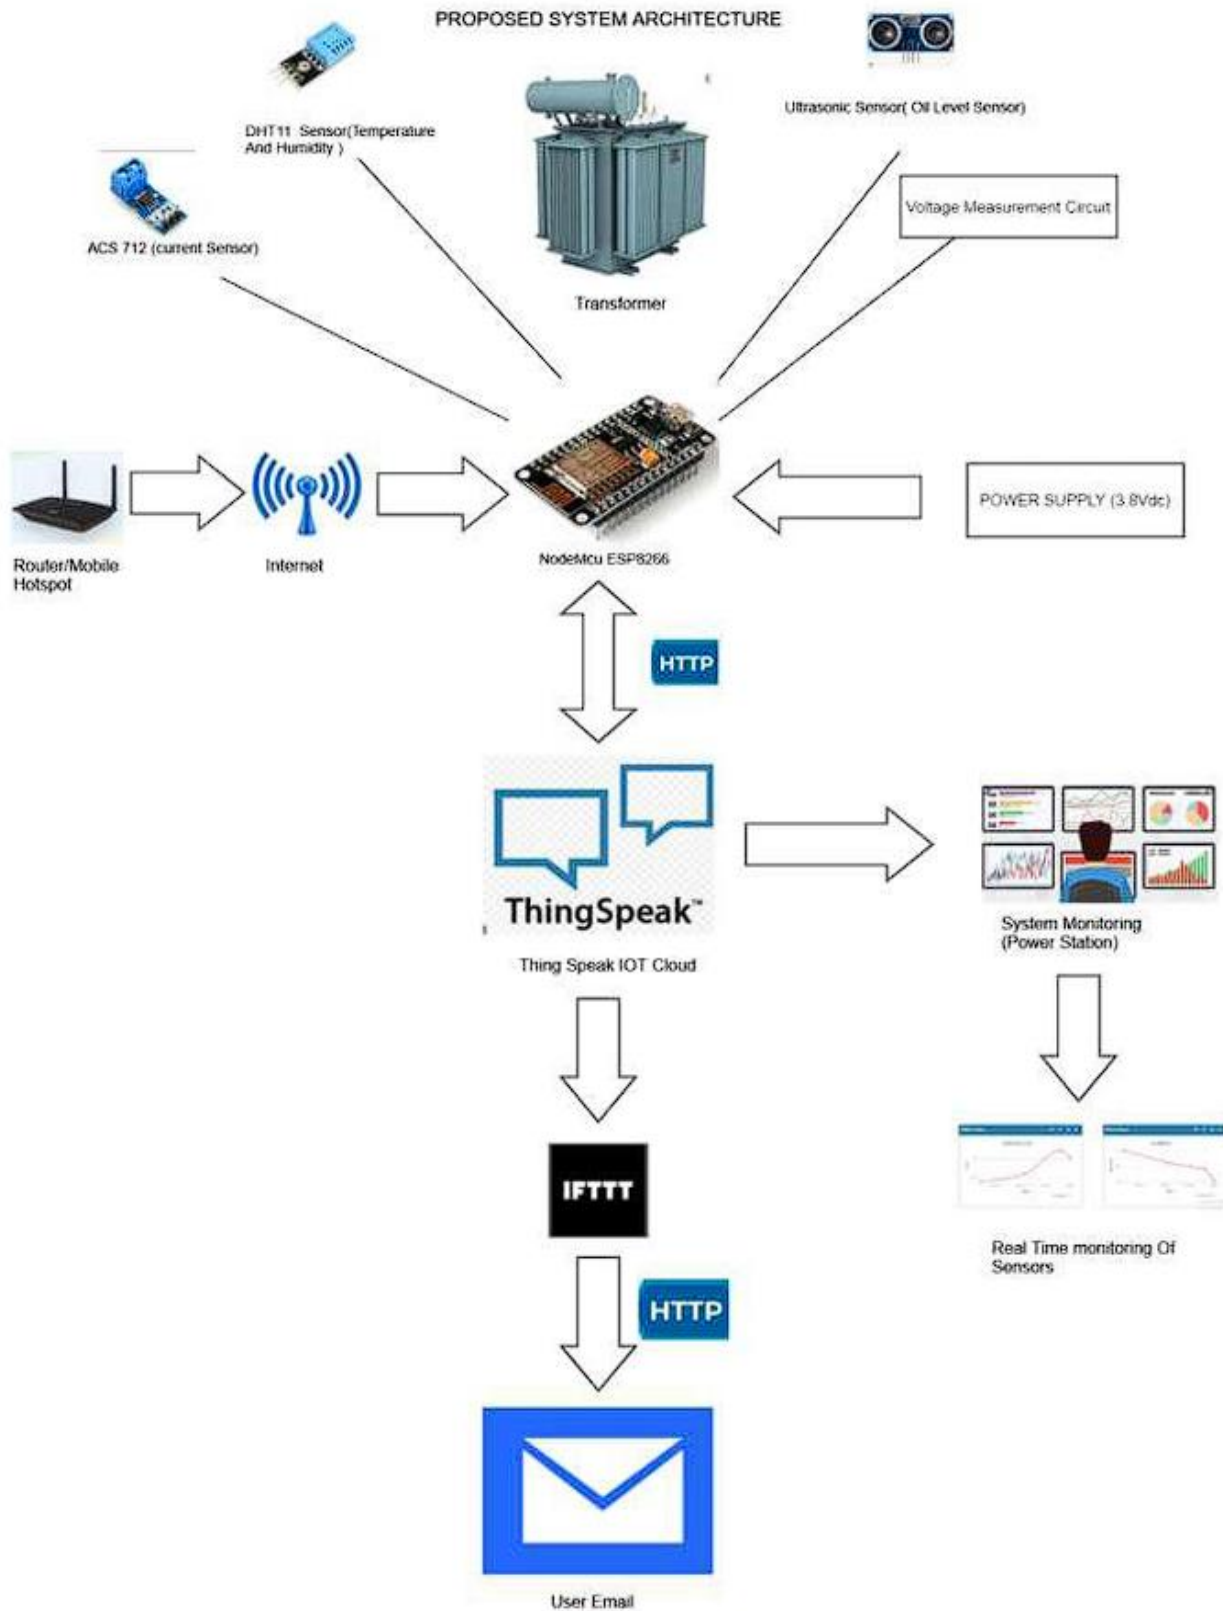 PROPOSED SYSTEM ARCHITECTURE
Ultrasonic Sensor( Oil Level Sensor)
DHT11 Sensor(Temperature
And Humidity )
Voltage Measurement Circuit
ACS 712 (current Sensor)
Transformer
POWER SUPPLY (3.8Vdc)
Router/Mobile
Hotspot
Internet
NodeMcu ESP8266
HTTP
ThingSpeak™
Thing Speak IOT Cloud
System Monitoring
(Power Station)
IFTTT
Real Time monitoring Of
Sensors
HTTP
User Email